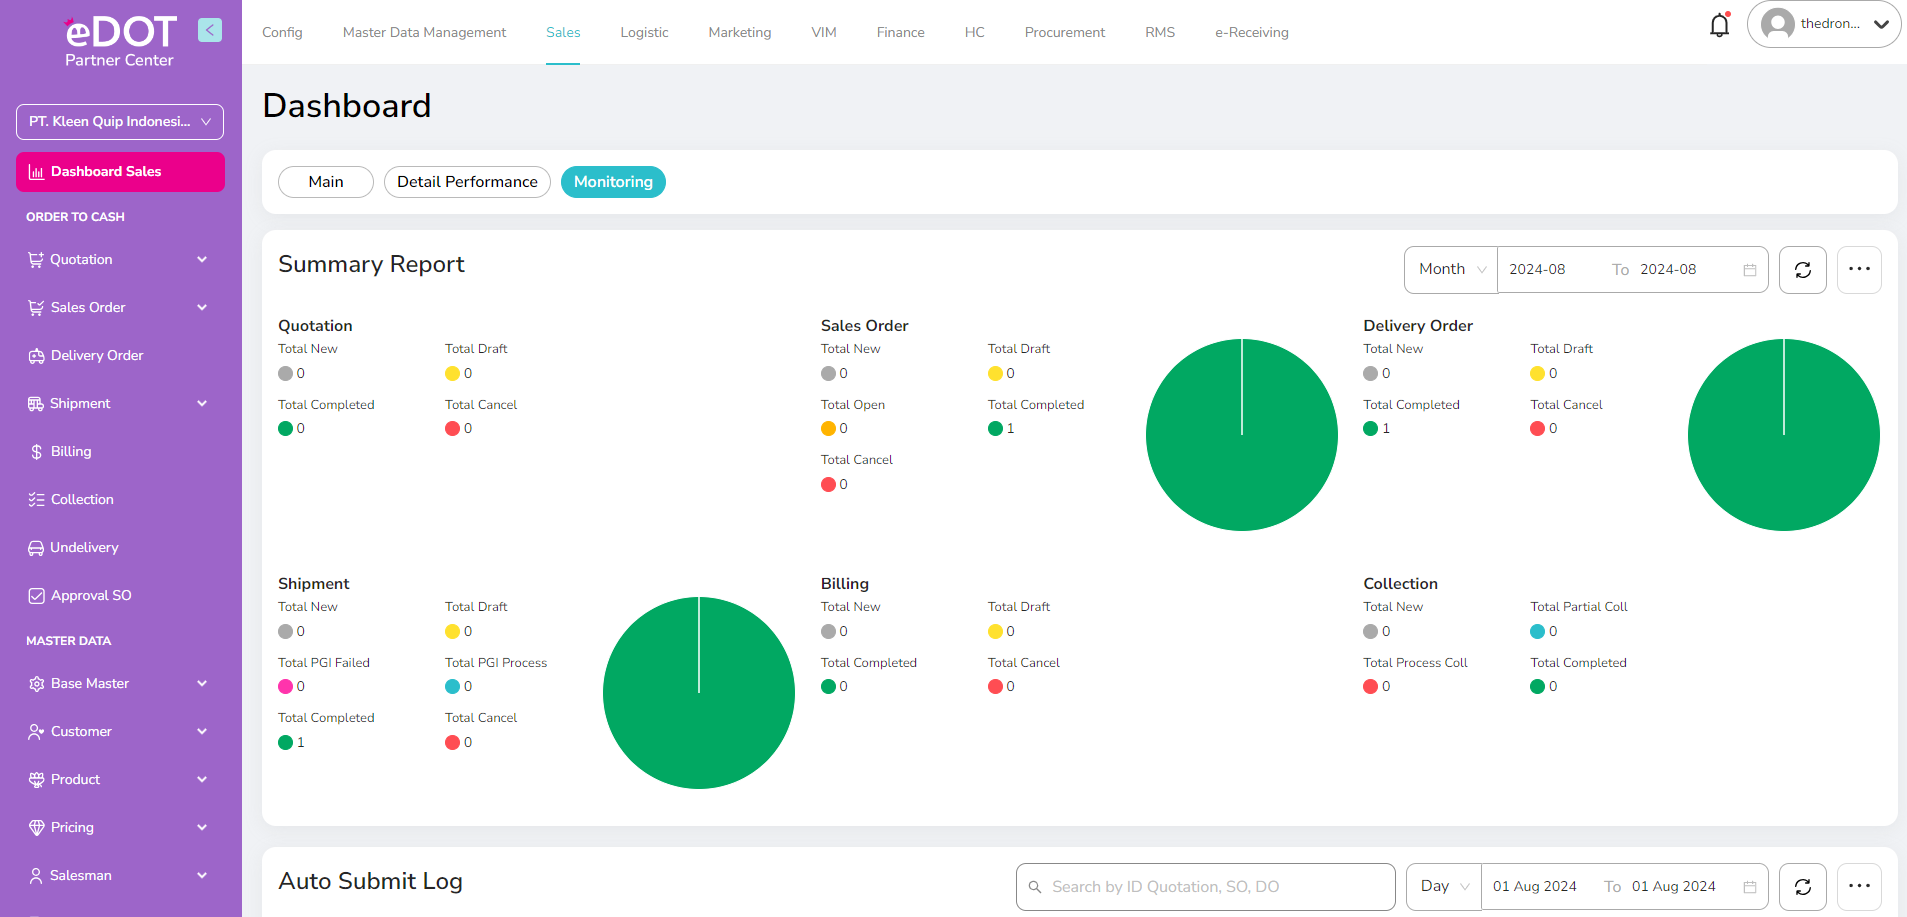 eDOT
Partner Center
PT. Kleen Quip Indonesi...
Dashboard Sales
ORDER TO CASH
Quotation
Sales Order
Delivery Order
Shipment
Billing
Collection
Undelivery
Approval SO
MASTER DATA
Base Master
Customer
Product
Pricing
Salesman
Config Master Data Management Sales Logistic Marketing VIM Finance HC Procurement RMS e-Receiving
thedron...
Dashboard
Main Detail Performance Monitoring
Summary Report
Month 2024-08 To 2024-08
Quotation
Total New Total Draft
0 0
Total Completed Total Cancel
0 0
Sales Order
Total New Total Draft
0 0
Total Open Total Completed
0 1
Total Cancel
0
Delivery Order
Total New Total Draft
0 0
Total Completed Total Cancel
1 0
Shipment
Total New Total Draft
0 0
Total PGI Failed Total PGI Process
0 0
Total Completed Total Cancel
1 0
Billing
Total New Total Draft
0 0
Total Completed Total Cancel
0 0
Collection
Total New Total Partial Coll
0 0
Total Process Coll Total Completed
0 0
Auto Submit Log
Search by ID Quotation, SO, DO
Day 01 Aug 2024 To 01 Aug 2024